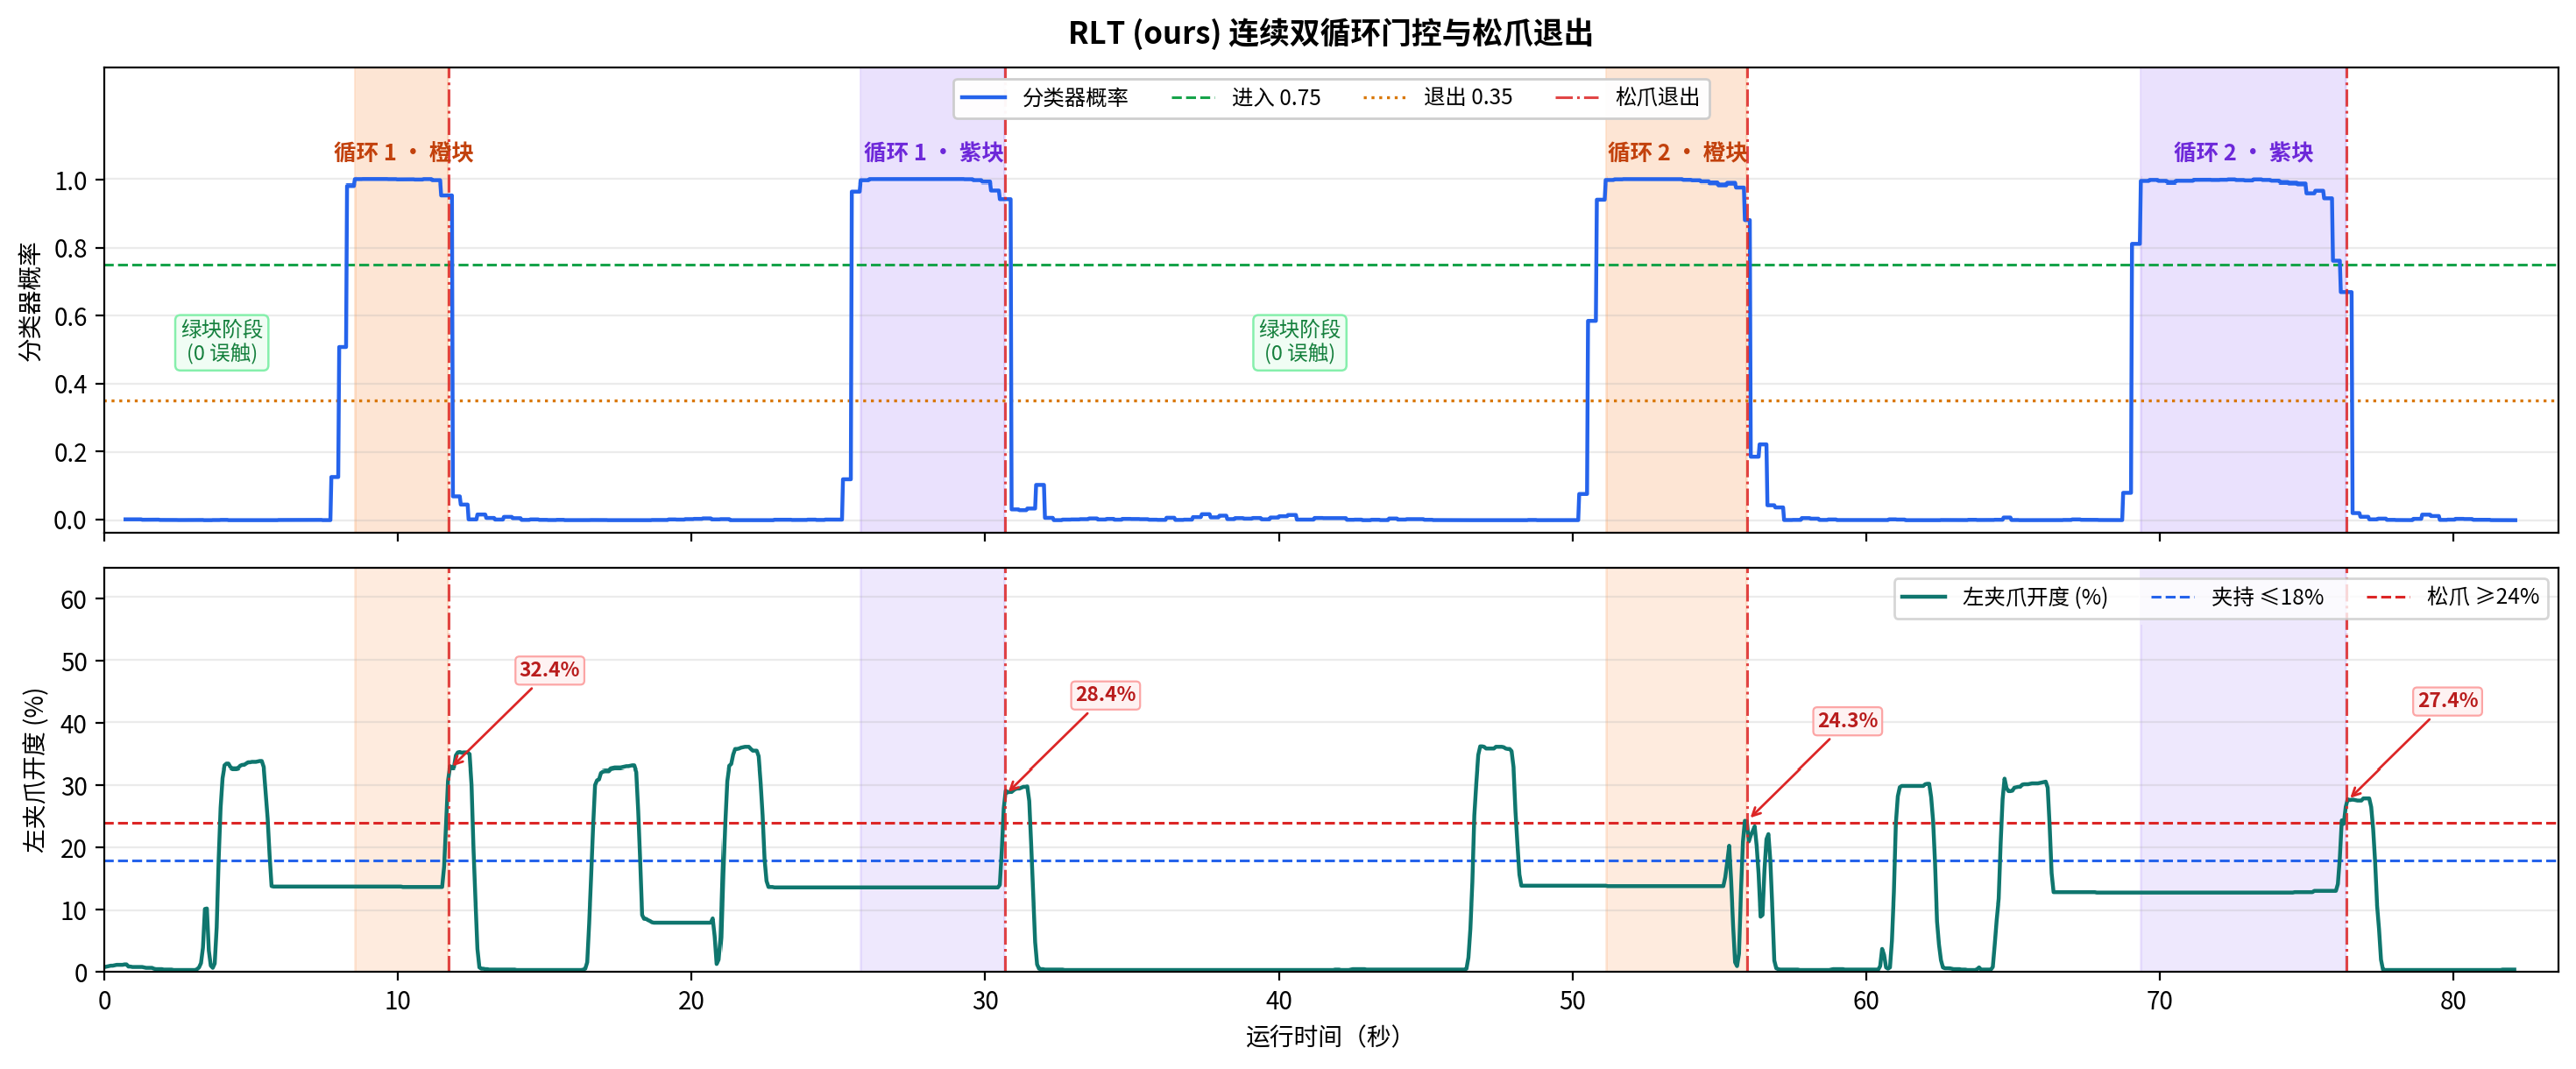 RLT (ours) 连续双循环门控与松爪退出
分类器概率 进入 0.75 退出 0.35 松爪退出
循环 1 · 橙块 循环 1 · 紫块 循环 2 · 橙块 循环 2 · 紫块
分类器概率
1.0
0.8
0.6
0.4
0.2
0.0
绿块阶段
(0 误触)
绿块阶段
(0 误触)
左夹爪开度 (%) 夹持 ≤18% 松爪 ≥24%
左夹爪开度 (%)
60
50
40
30
20
10
0
32.4%
28.4%
24.3%
27.4%
0 10 20 30 40 50 60 70 80
运行时间（秒）